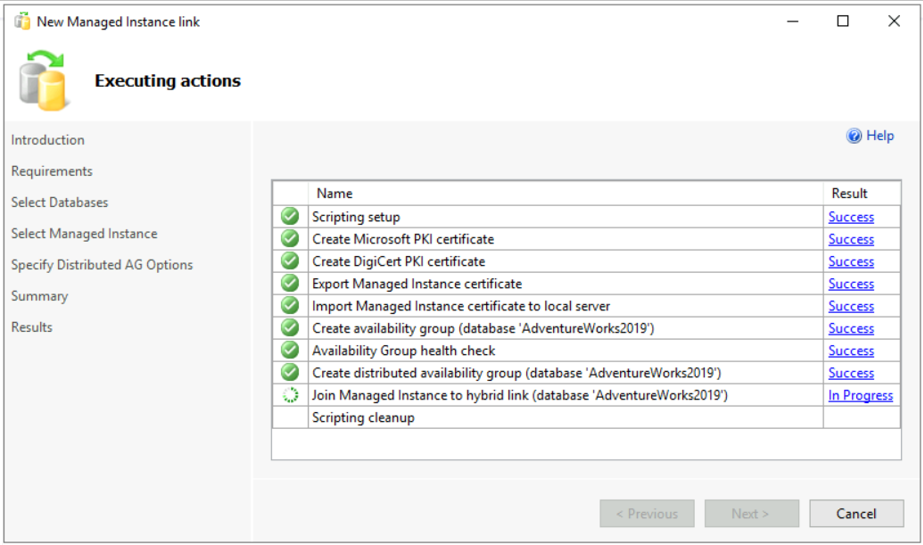 New Managed Instance link
Executing actions
Introduction
Requirements
Select Databases
Select Managed Instance
Specify Distributed AG Options
Summary
Results
Help
Name Result
Scripting setup Success
Create Microsoft PKI certificate Success
Create DigiCert PKI certificate Success
Export Managed Instance certificate Success
Import Managed Instance certificate to local server Success
Create availability group (database 'AdventureWorks2019') Success
Availability Group health check Success
Create distributed availability group (database 'AdventureWorks2019') Success
Join Managed Instance to hybrid link (database 'AdventureWorks2019') In Progress
Scripting cleanup
< Previous Next > Cancel